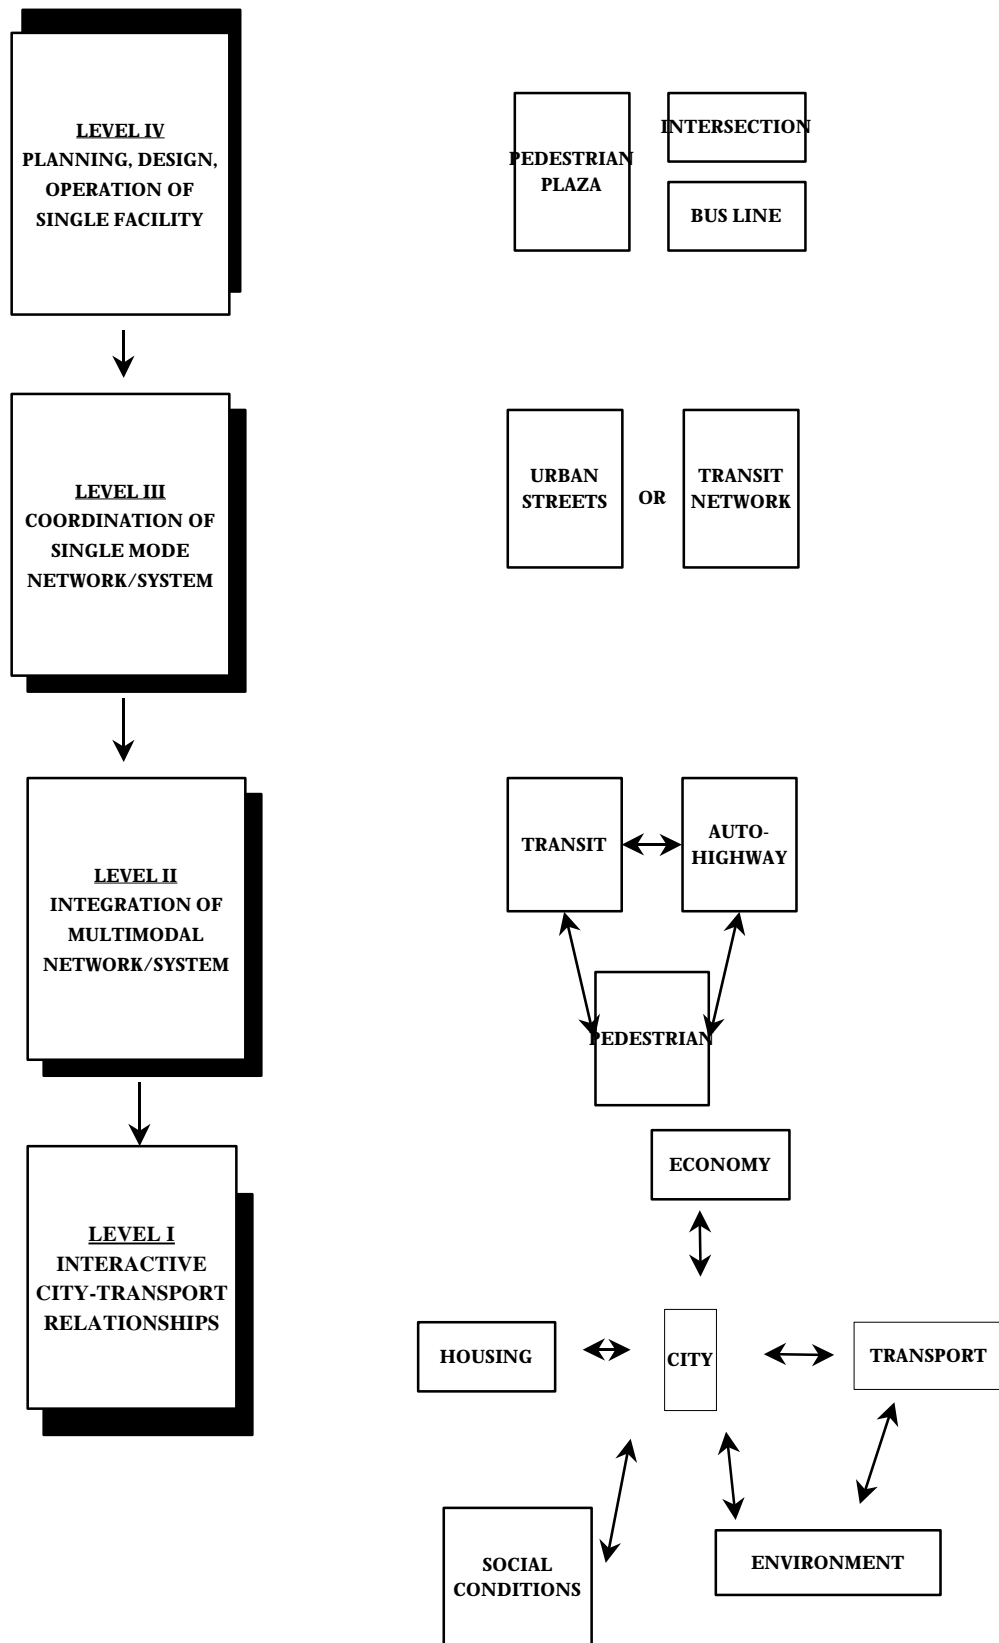 LEVEL IV
PLANNING, DESIGN,
OPERATION OF
SINGLE FACILITY
PEDESTRIAN
PLAZA
INTERSECTION
BUS LINE
LEVEL III
COORDINATION OF
SINGLE MODE
NETWORK/SYSTEM
URBAN
STREETS
OR
TRANSIT
NETWORK
LEVEL II
INTEGRATION OF
MULTIMODAL
NETWORK/SYSTEM
TRANSIT
AUTO-
HIGHWAY
PEDESTRIAN
LEVEL I
INTERACTIVE
CITY-TRANSPORT
RELATIONSHIPS
ECONOMY
HOUSING
CITY
TRANSPORT
SOCIAL
CONDITIONS
ENVIRONMENT